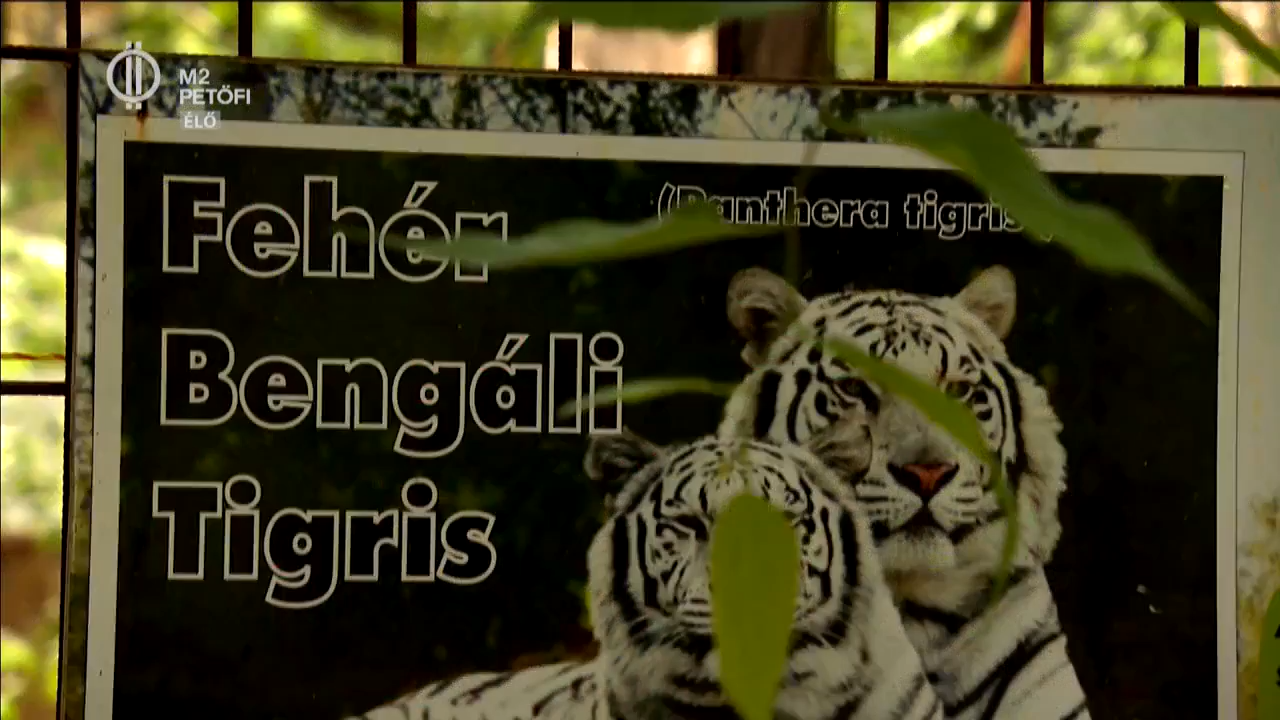 M2
PETŐFI
ÉLŐ
Fehér
(Panthera tigris)
Bengáli
Tigris